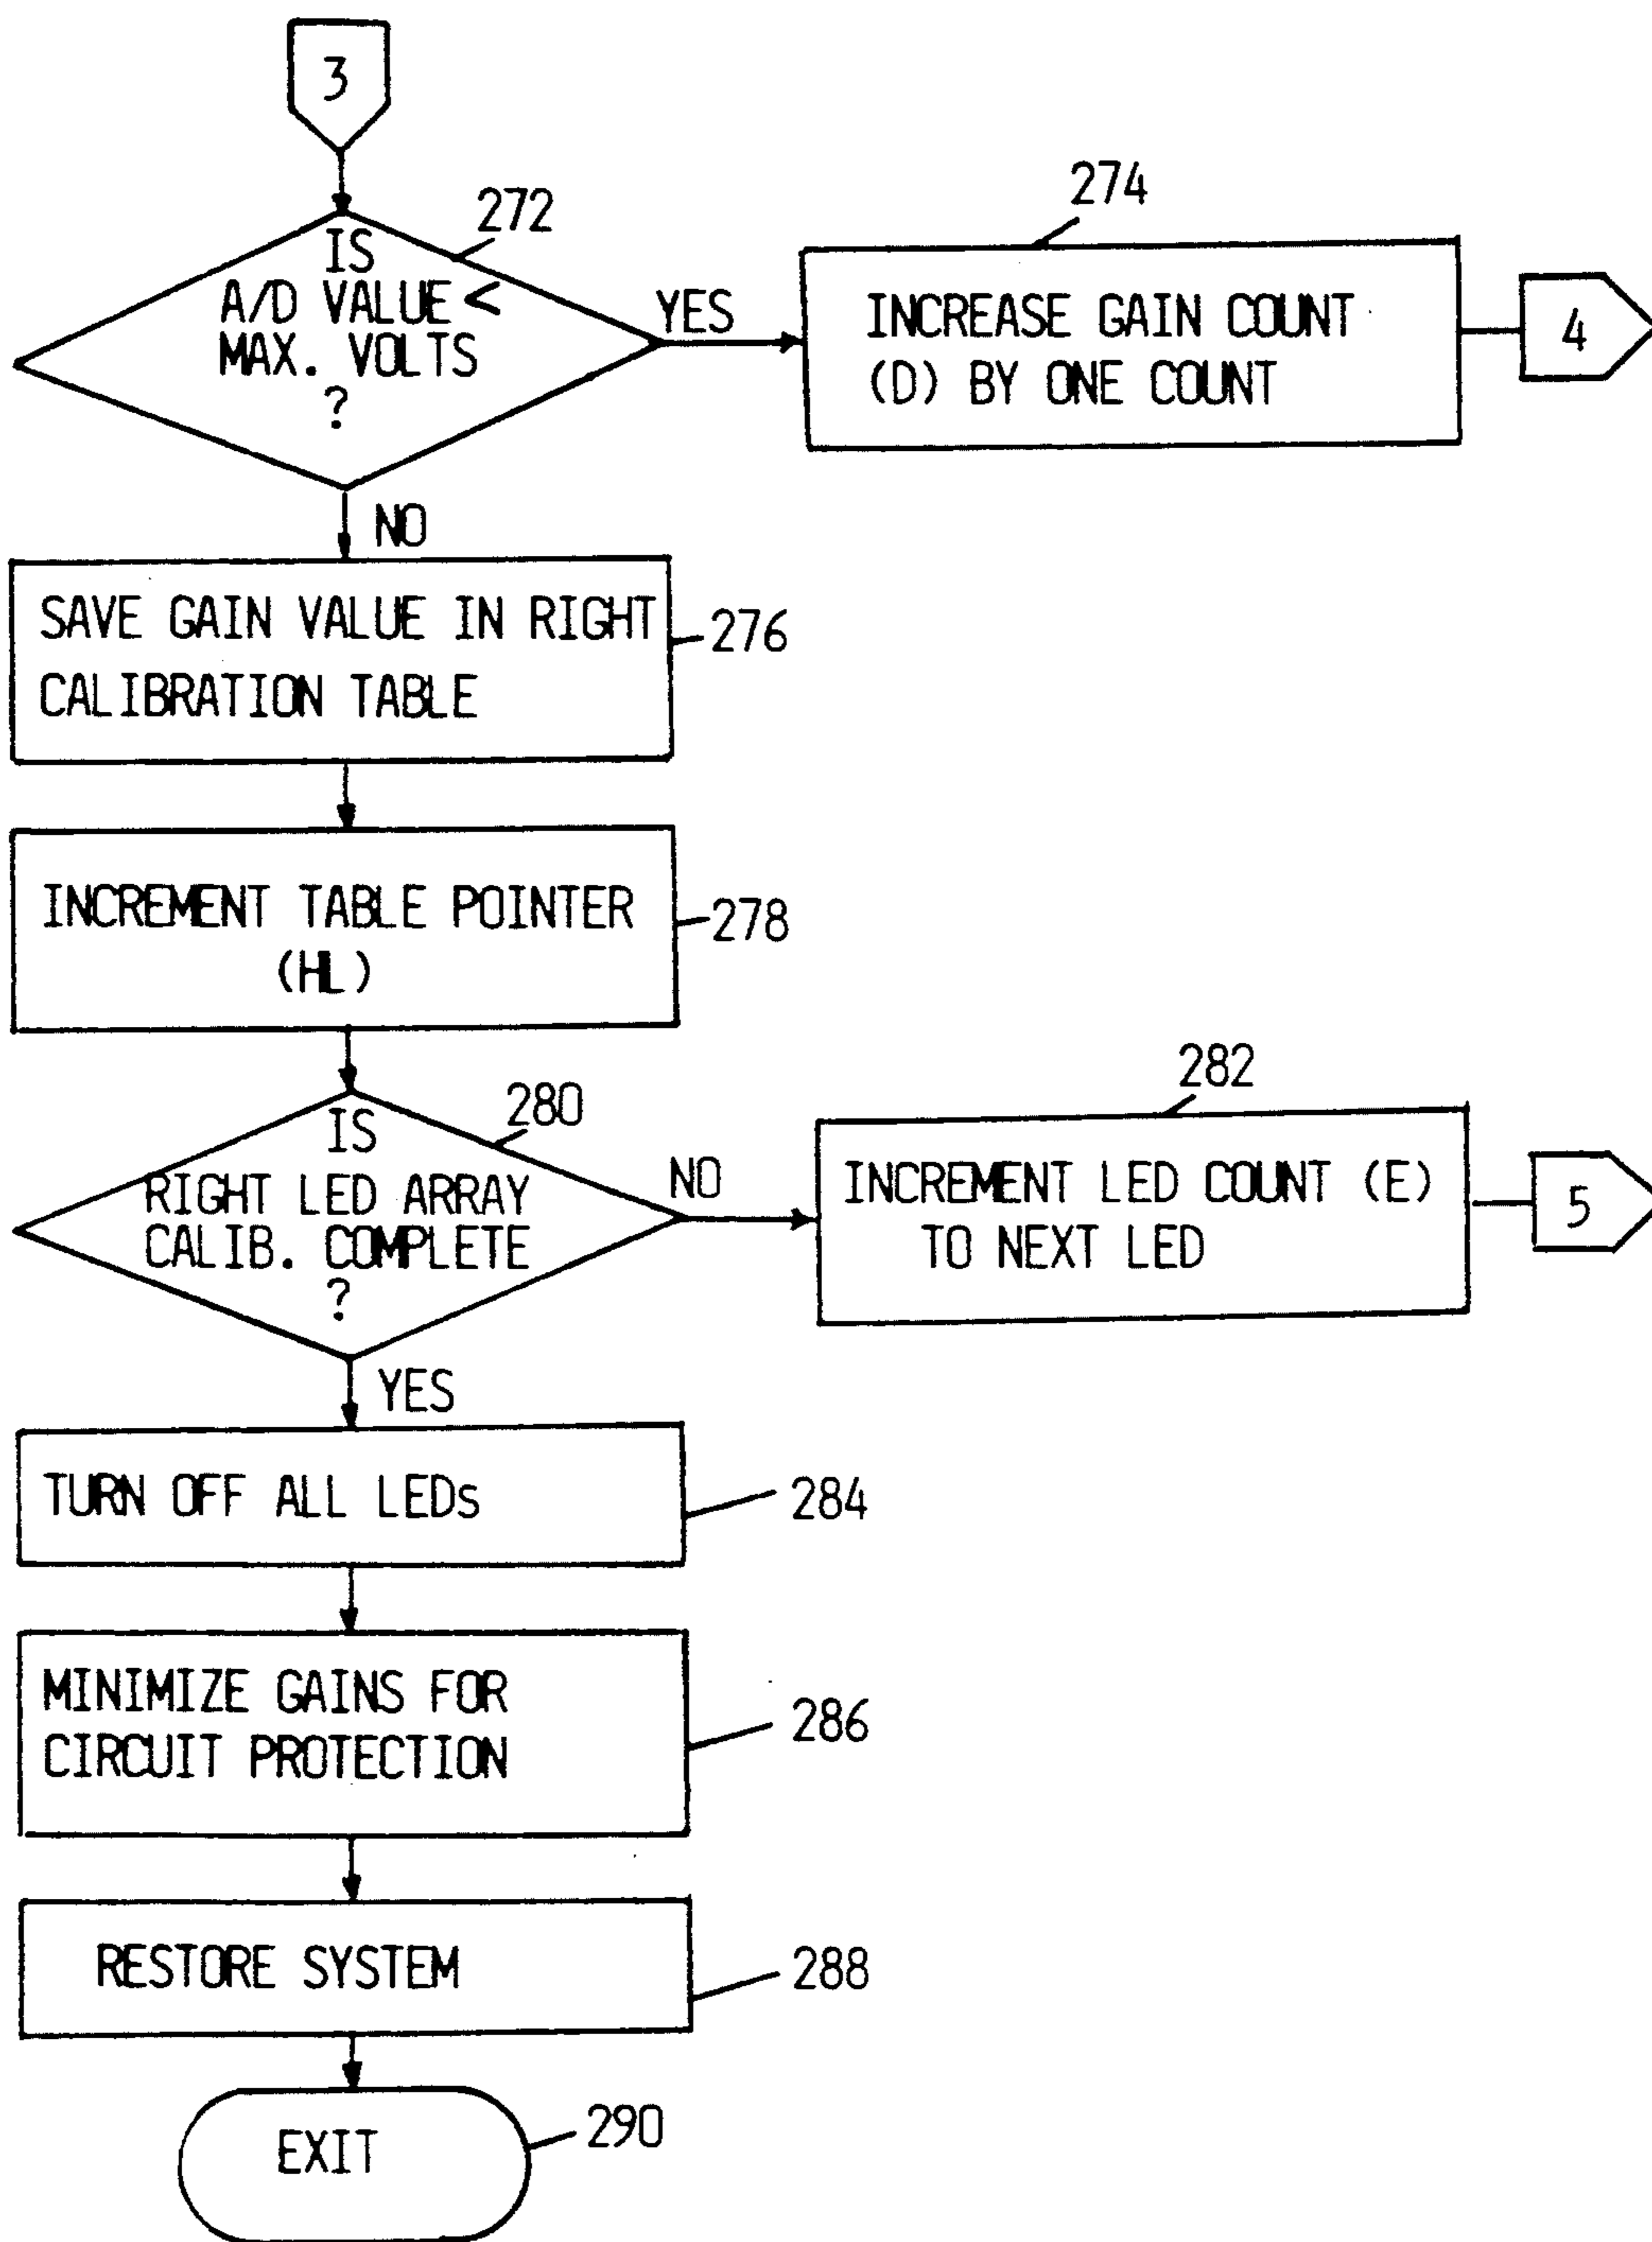 3
272
IS
A/D VALUE <
MAX. VOLTS
?
YES
274
INCREASE GAIN COUNT
(D) BY ONE COUNT
4
NO
SAVE GAIN VALUE IN RIGHT
CALIBRATION TABLE
276
INCREMENT TABLE POINTER
(HL)
278
280
IS
RIGHT LED ARRAY
CALIB. COMPLETE
?
NO
282
INCREMENT LED COUNT (E)
TO NEXT LED
5
YES
TURN OFF ALL LEDs
284
MINIMIZE GAINS FOR
CIRCUIT PROTECTION
286
RESTORE SYSTEM
288
EXIT
290